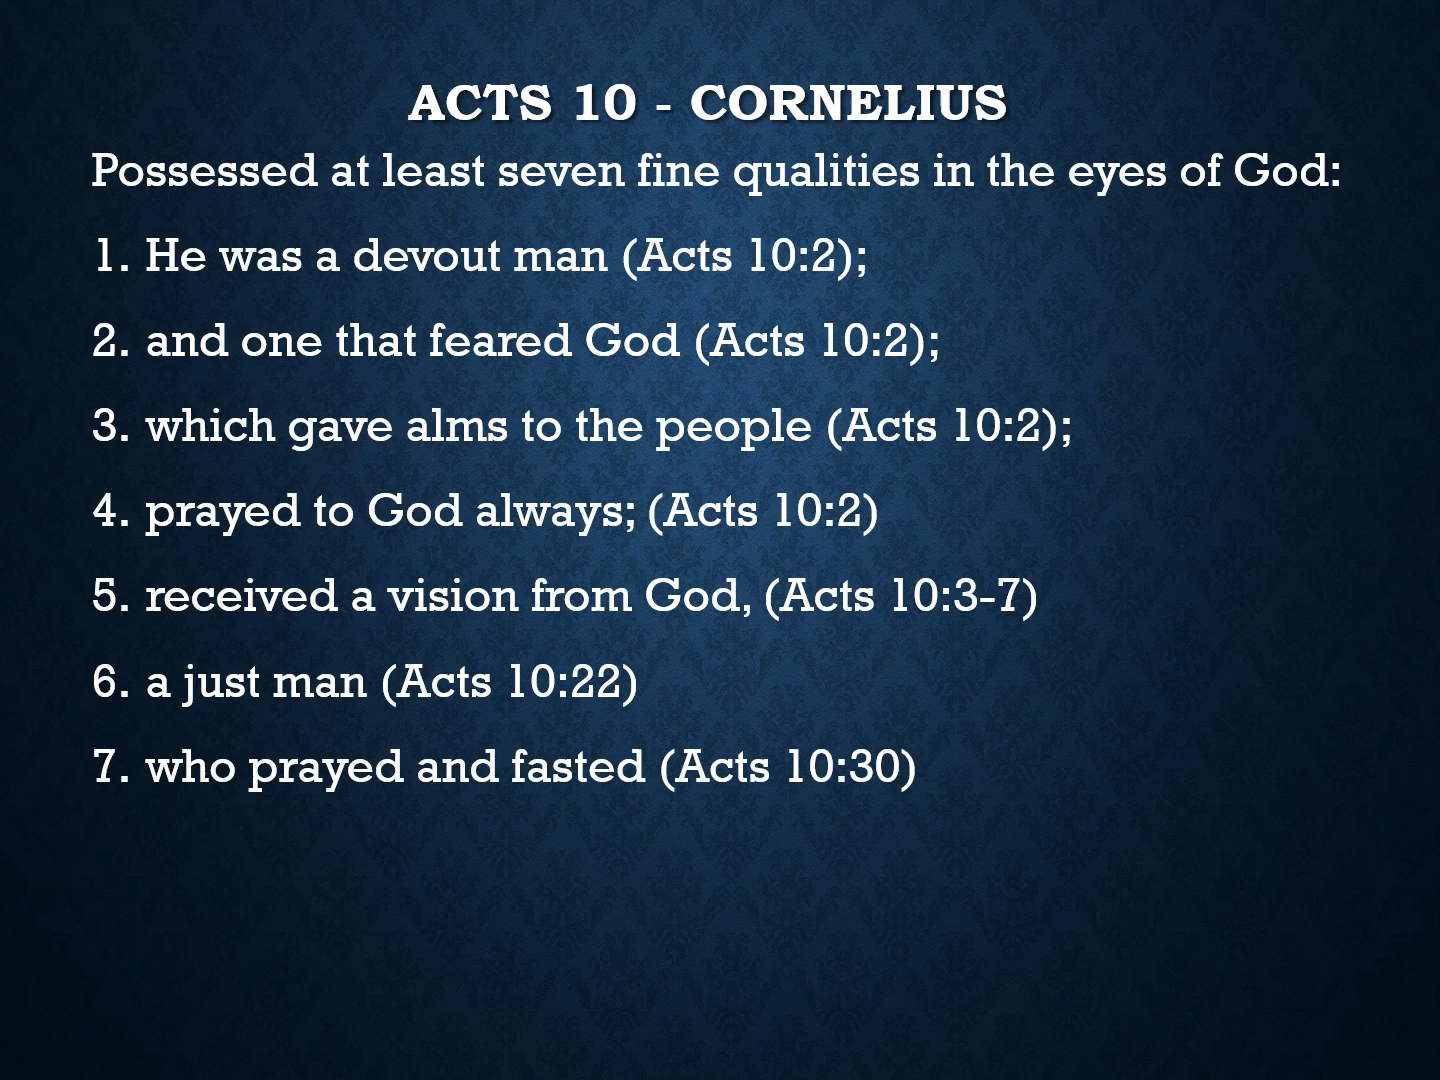 ACTS 10 - CORNELIUS
Possessed at least seven fine qualities in the eyes of God:
1. He was a devout man (Acts 10:2);
2. and one that feared God (Acts 10:2);
3. which gave alms to the people (Acts 10:2);
4. prayed to God always; (Acts 10:2)
5. received a vision from God, (Acts 10:3-7)
6. a just man (Acts 10:22)
7. who prayed and fasted (Acts 10:30)